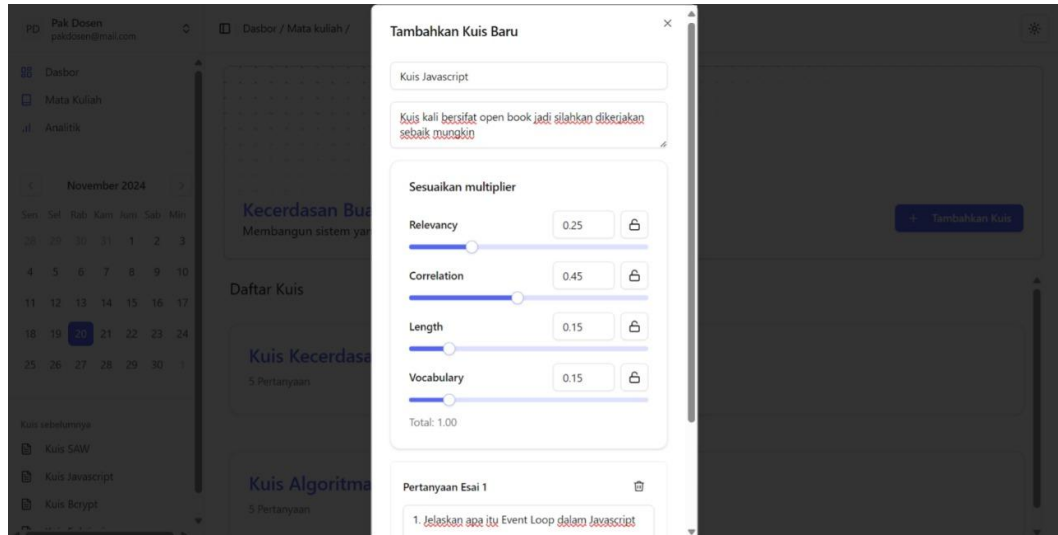 PD
Pak Dosen
pakdosen@mail.com
Dasbor
Mata Kuliah
Analitik
November 2024
Sen Sel Rab Kam Jum Sab Min
28 29 30 31 1 2 3
4 5 6 7 8 9 10
11 12 13 14 15 16 17
18 19 20 21 22 23 24
25 26 27 28 29 30 1
Kuis sebelumnya
Kuis SAW
Kuis Javascript
Kuis Bcrypt
Dasbor / Mata kuliah /
Kecerdasan Bua
Membangun sistem yan
+ Tambahkan Kuis
Daftar Kuis
Kuis Kecerdasa
5 Pertanyaan
Kuis Algoritma
5 Pertanyaan
Tambahkan Kuis Baru
Kuis Javascript
Kuis kali bersifat open book jadi silahkan dikerjakan
sebaik mungkin
Sesuaikan multiplier
Relevancy 0.25
Correlation 0.45
Length 0.15
Vocabulary 0.15
Total: 1.00
Pertanyaan Esai 1
1. Jelaskan apa itu Event Loop dalam Javascript